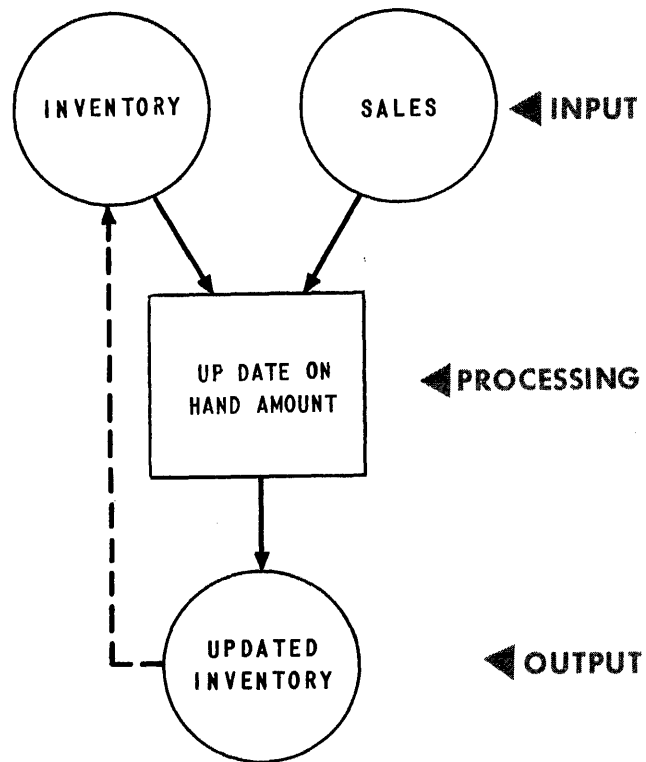 INVENTORY
SALES
INPUT
UP DATE ON
HAND AMOUNT
PROCESSING
UPDATED
INVENTORY
OUTPUT